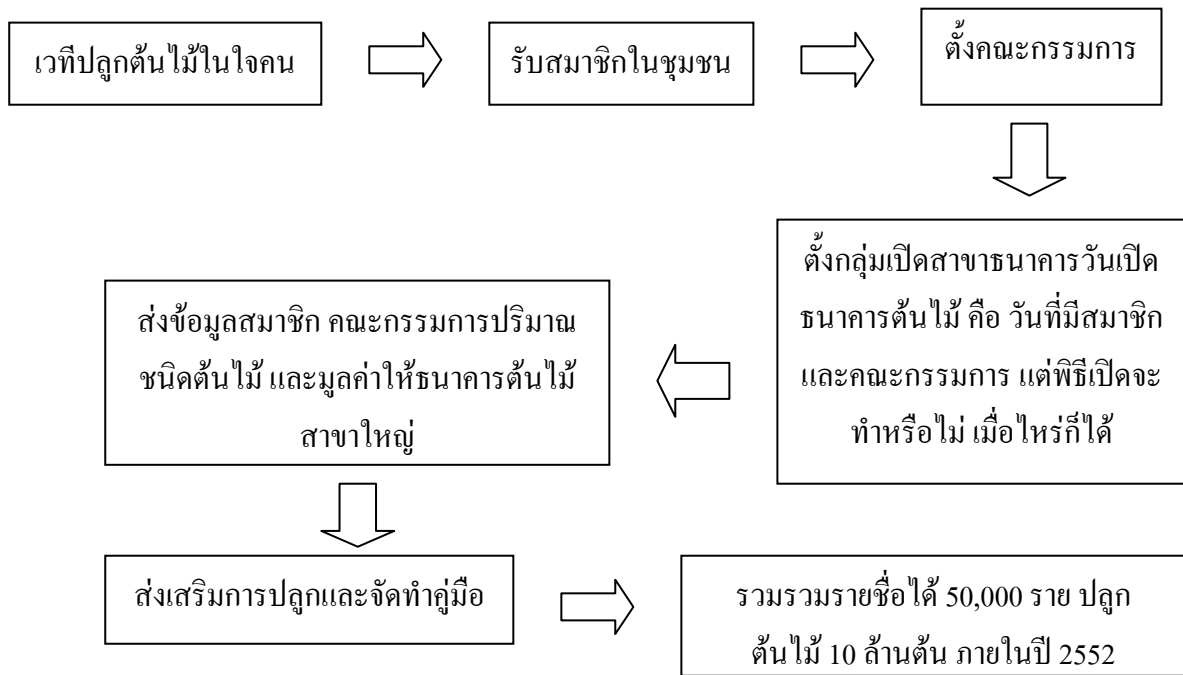 เวทีปลูกต้นไม้ในใจคน
รับสมาชิกในชุมชน
ตั้งคณะกรรมการ
ตั้งกลุ่มเปิดสาขาธนาคารวันเปิด
ธนาคารต้นไม้ คือ วันที่มีสมาชิก
และคณะกรรมการ แต่พิธีเปิดจะ
ทำหรือไม่ เมื่อไหร่ก็ได้
ส่งข้อมูลสมาชิก คณะกรรมการปริมาณ
ชนิดต้นไม้ และมูลค่าให้ธนาคารต้นไม้
สาขาใหญ่
ส่งเสริมการปลูกและจัดทำคู่มือ
รวมรวมรายชื่อได้ 50,000 ราย ปลูก
ต้นไม้ 10 ล้านต้น ภายในปี 2552